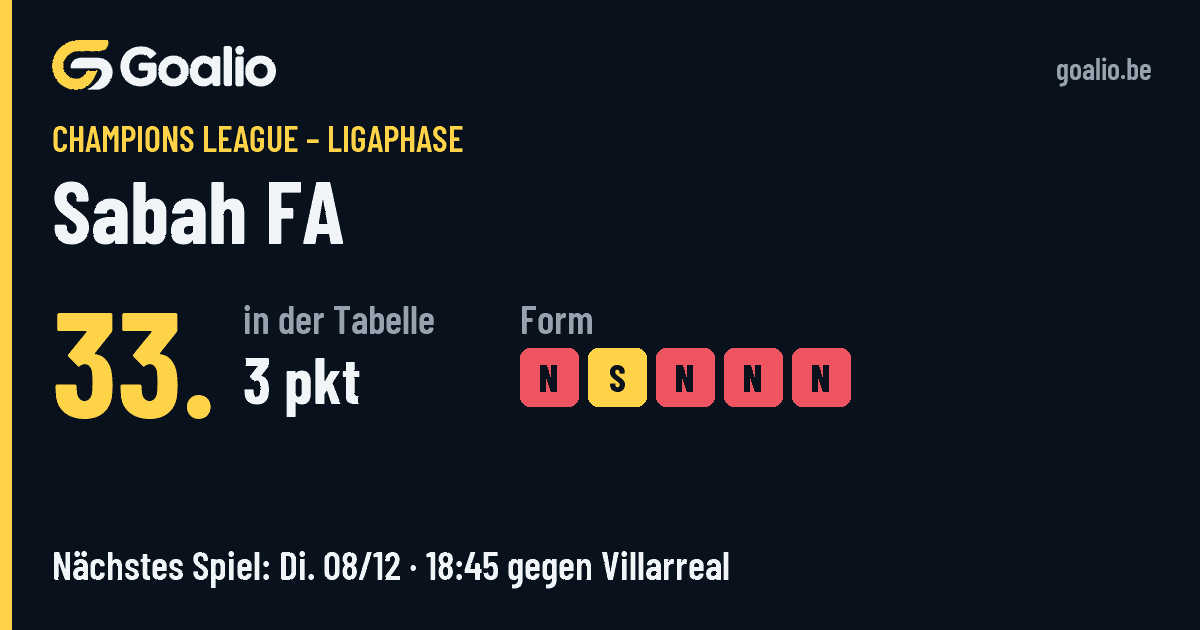 Goalio
goalio.be
CHAMPIONS LEAGUE – LIGAPHASE
Sabah FA
33.
in der Tabelle
3 pkt
Form
N S N N N
Nächstes Spiel: Di. 08/12 · 18:45 gegen Villarreal